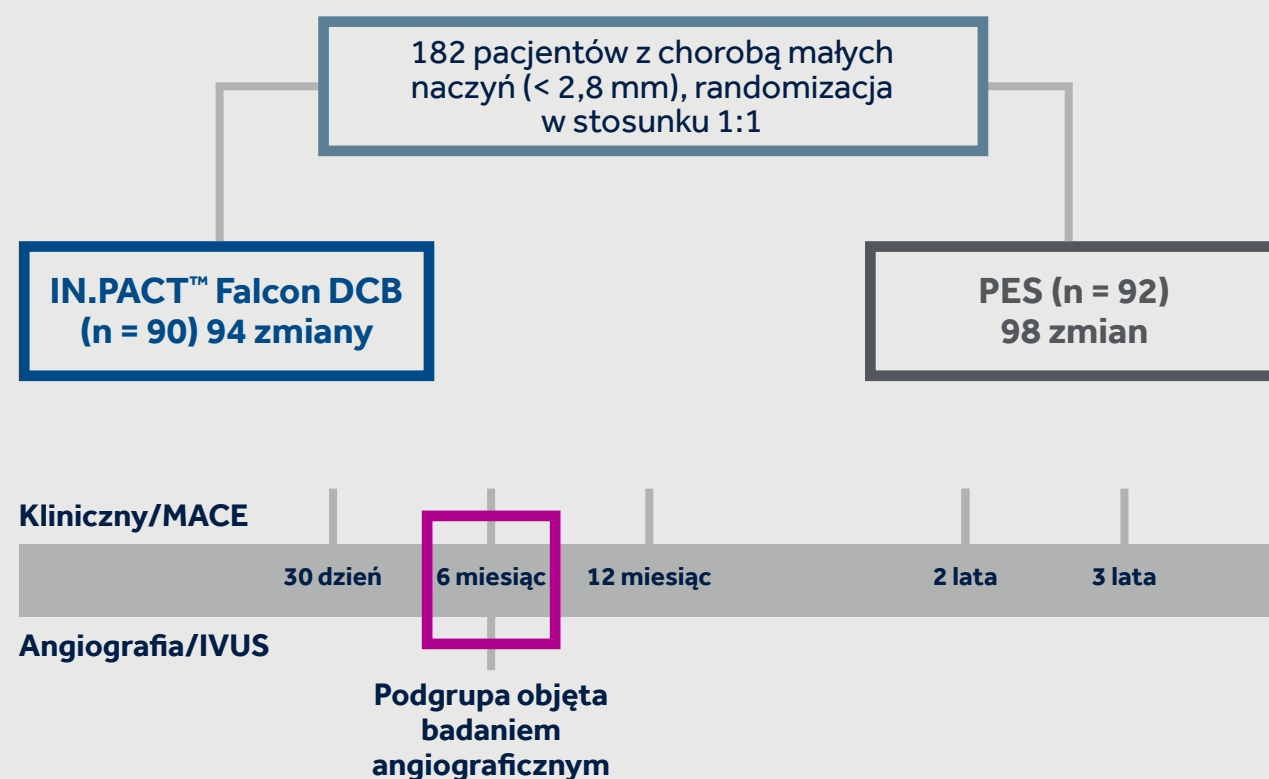 182 pacjentów z chorobą małych
naczyń (< 2,8 mm), randomizacja
w stosunku 1:1
IN.PACT™ Falcon DCB
(n = 90) 94 zmiany
PES (n = 92)
98 zmian
Kliniczny/MACE
30 dzień
6 miesiąc
12 miesiąc
2 lata
3 lata
Angiografia/IVUS
Podgrupa objęta
badaniem
angiograficznym